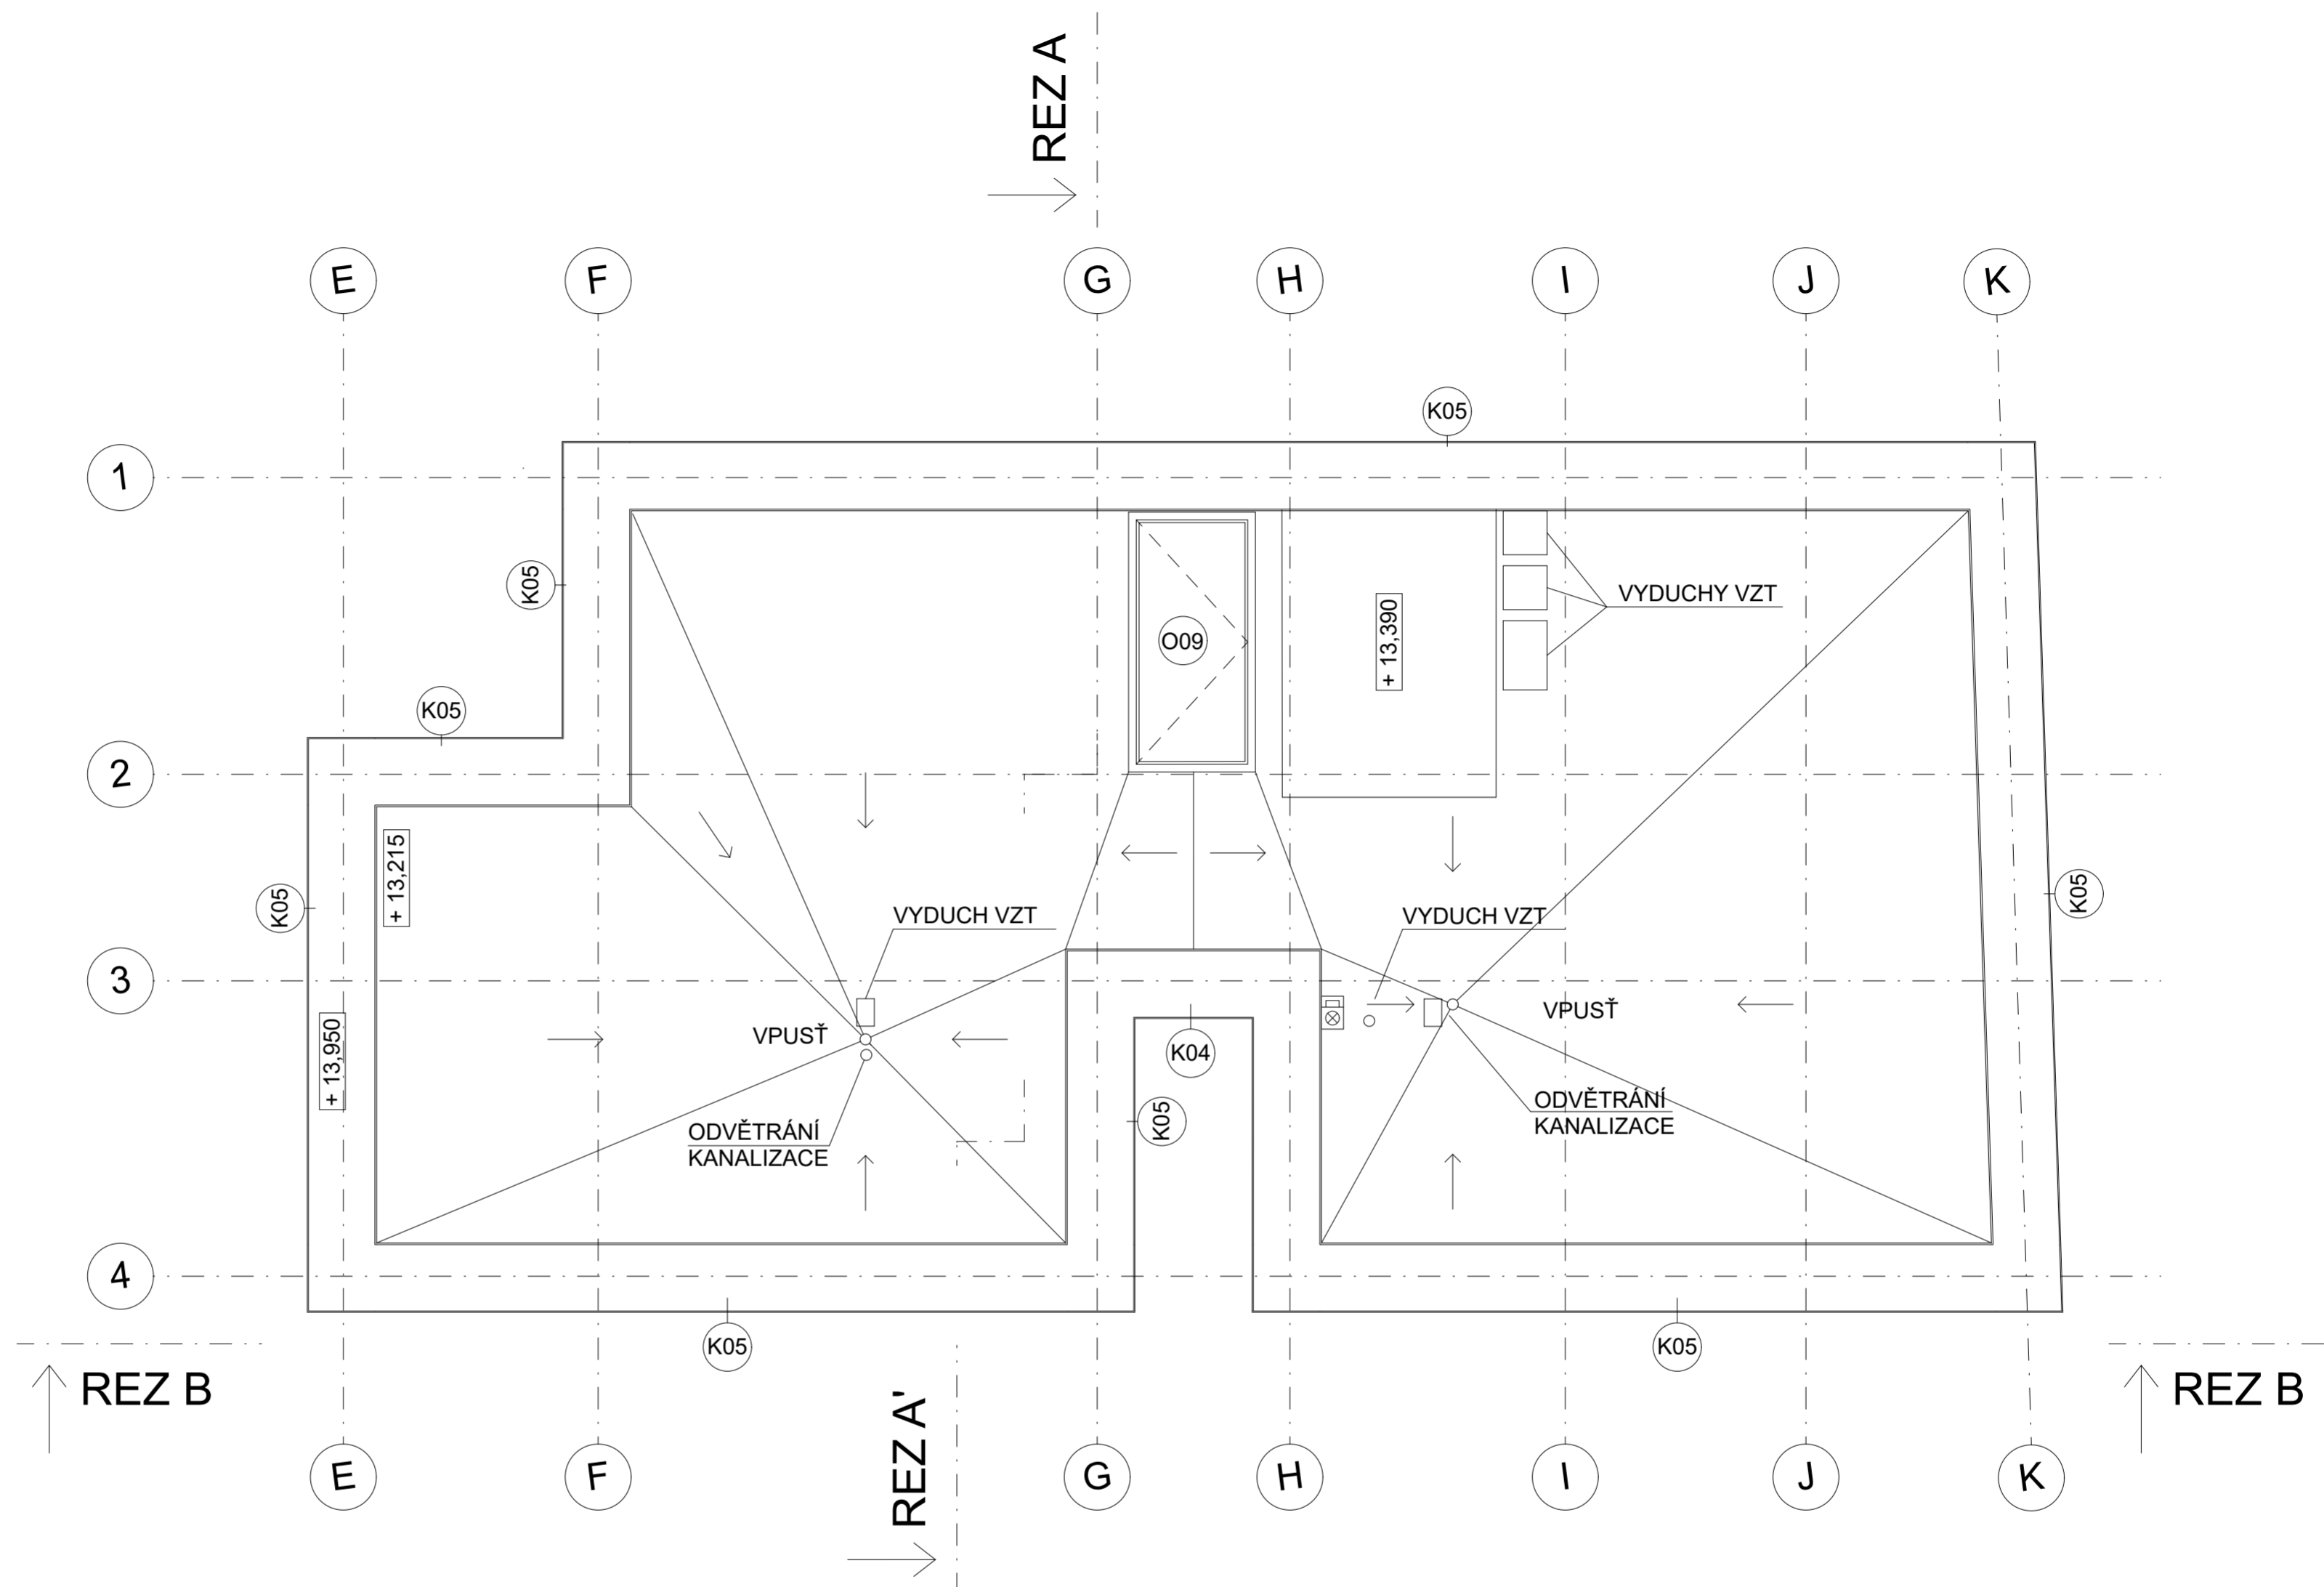 REZ A
E
F
G
H
I
J
K
K05
1
K05
VYDUCHY VZT
+ 13,390
O09
K05
2
+ 13,215
K05
K05
VYDUCH VZT
VYDUCH VZT
3
VPUSŤ
VPUSŤ
+ 13,950
K04
K05
ODVĚTRÁNÍ
KANALIZACE
ODVĚTRÁNÍ
KANALIZACE
4
K05
K05
REZ B
REZ B
REZ A'
E
F
G
H
I
J
K